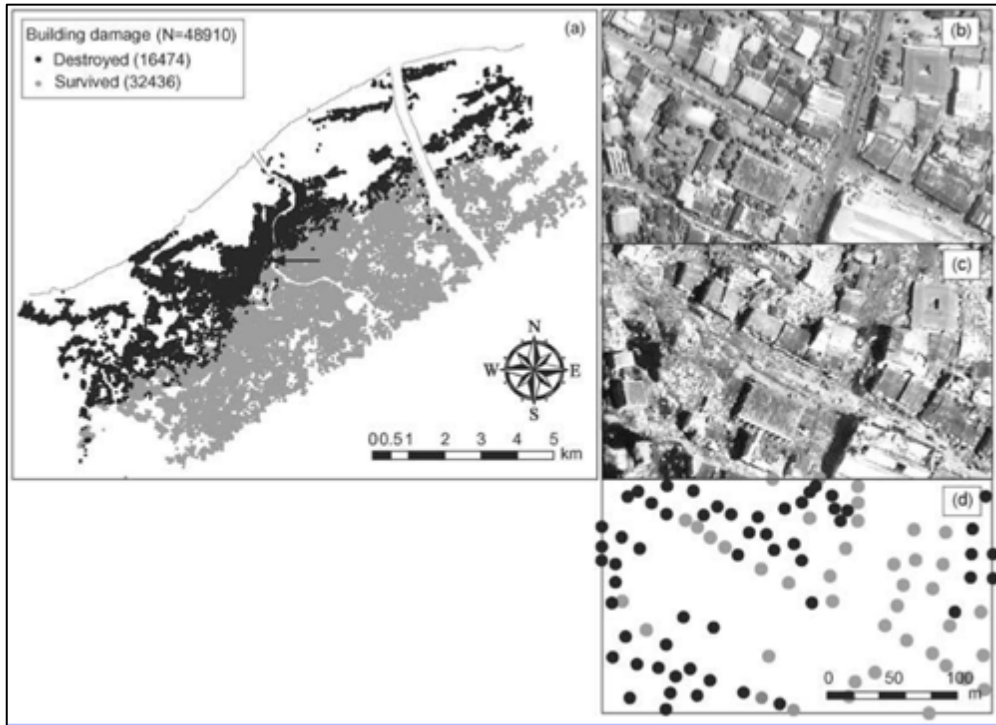 Building damage (N=48910)
Destroyed (16474)
Survived (32436)
(a)
N
W E
S
00.51 2 3 4 5
km
(b)
(c)
(d)
0 50 100
m